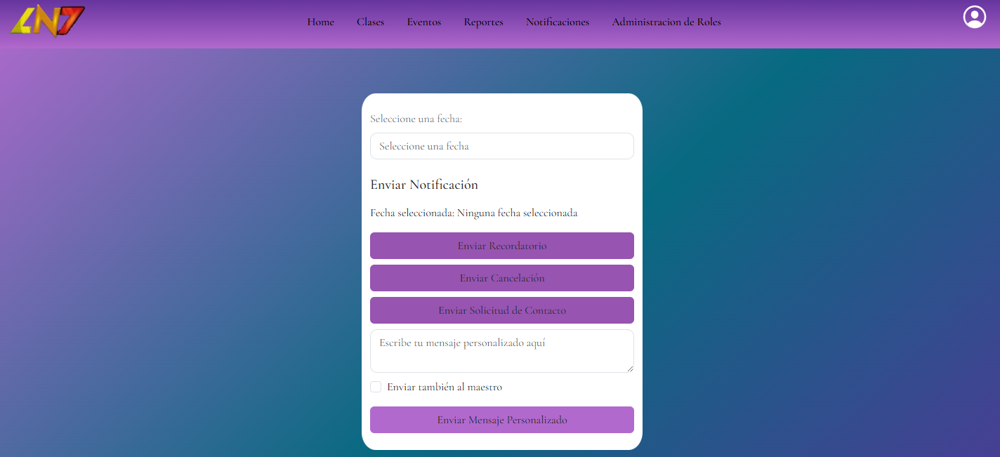 LN7
Home Clases Eventos Reportes Notificaciones Administracion de Roles
Seleccione una fecha:
Seleccione una fecha
Enviar Notificación
Fecha seleccionada: Ninguna fecha seleccionada
Enviar Recordatorio
Enviar Cancelación
Enviar Solicitud de Contacto
Escribe tu mensaje personalizado aquí
Enviar también al maestro
Enviar Mensaje Personalizado